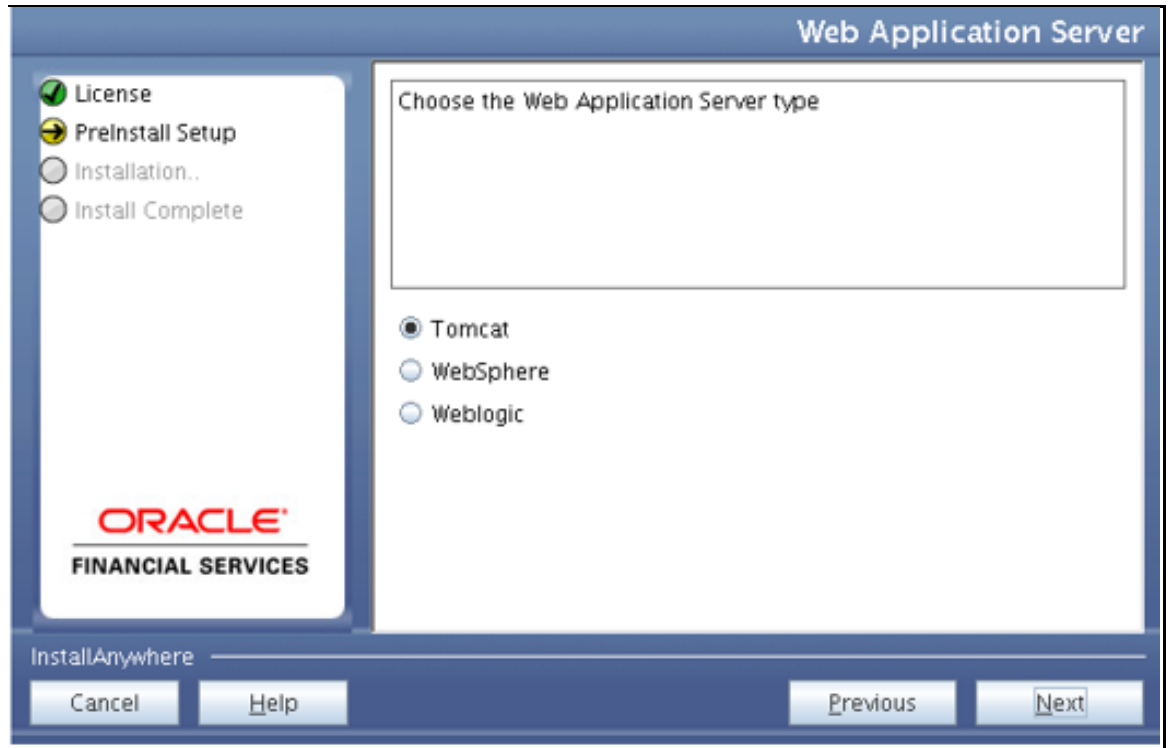 Web Application Server
License
PreInstall Setup
Installation..
Install Complete
Choose the Web Application Server type
Tomcat
WebSphere
Weblogic
ORACLE
FINANCIAL SERVICES
InstallAnywhere
Cancel
Help
Previous
Next